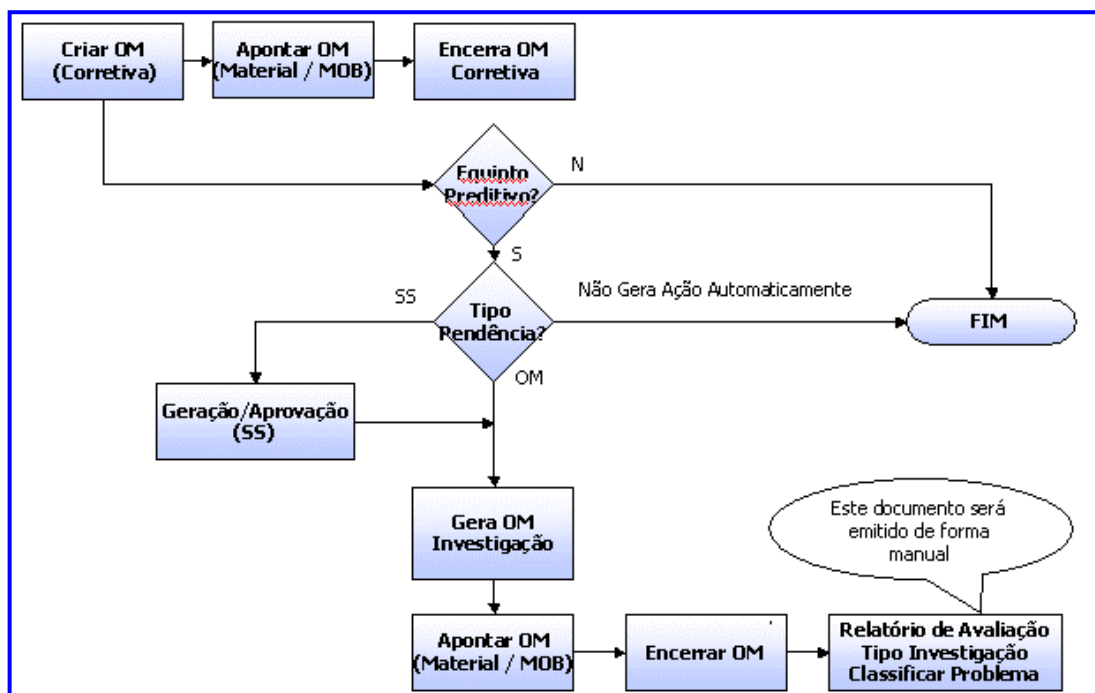 Criar OM
(Corretiva)
Apontar OM
(Material / MOB)
Encerra OM
Corretiva
Equipto
Preditivo?
N
S
SS
Tipo
Pendência?
Não Gera Ação Automaticamente
FIM
OM
Geração/Aprovação
(SS)
Gera OM
Investigação
Este documento será
emitido de forma
manual
Apontar OM
(Material / MOB)
Encerrar OM
Relatório de Avaliação
Tipo Investigação
Classificar Problema